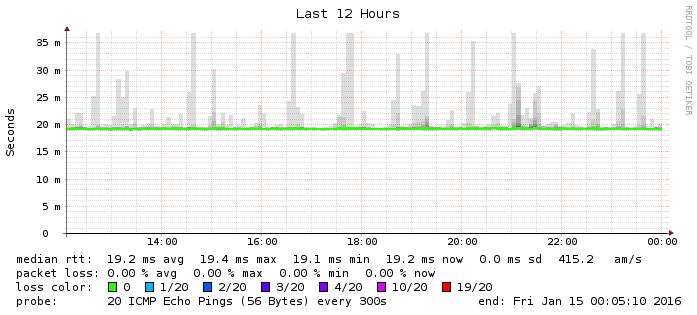 Last 12 Hours
RRDTOOL / TOBI OETIKER
Seconds
35 m
30 m
25 m
20 m
15 m
10 m
5 m
0
14:00 16:00 18:00 20:00 22:00 00:00
median rtt: 19.2 ms avg 19.4 ms max 19.1 ms min 19.2 ms now 0.0 ms sd 415.2 am/s
packet loss: 0.00 % avg 0.00 % max 0.00 % min 0.00 % now
loss color: 0 1/20 2/20 3/20 4/20 10/20 19/20
probe: 20 ICMP Echo Pings (56 Bytes) every 300s end: Fri Jan 15 00:05:10 2016